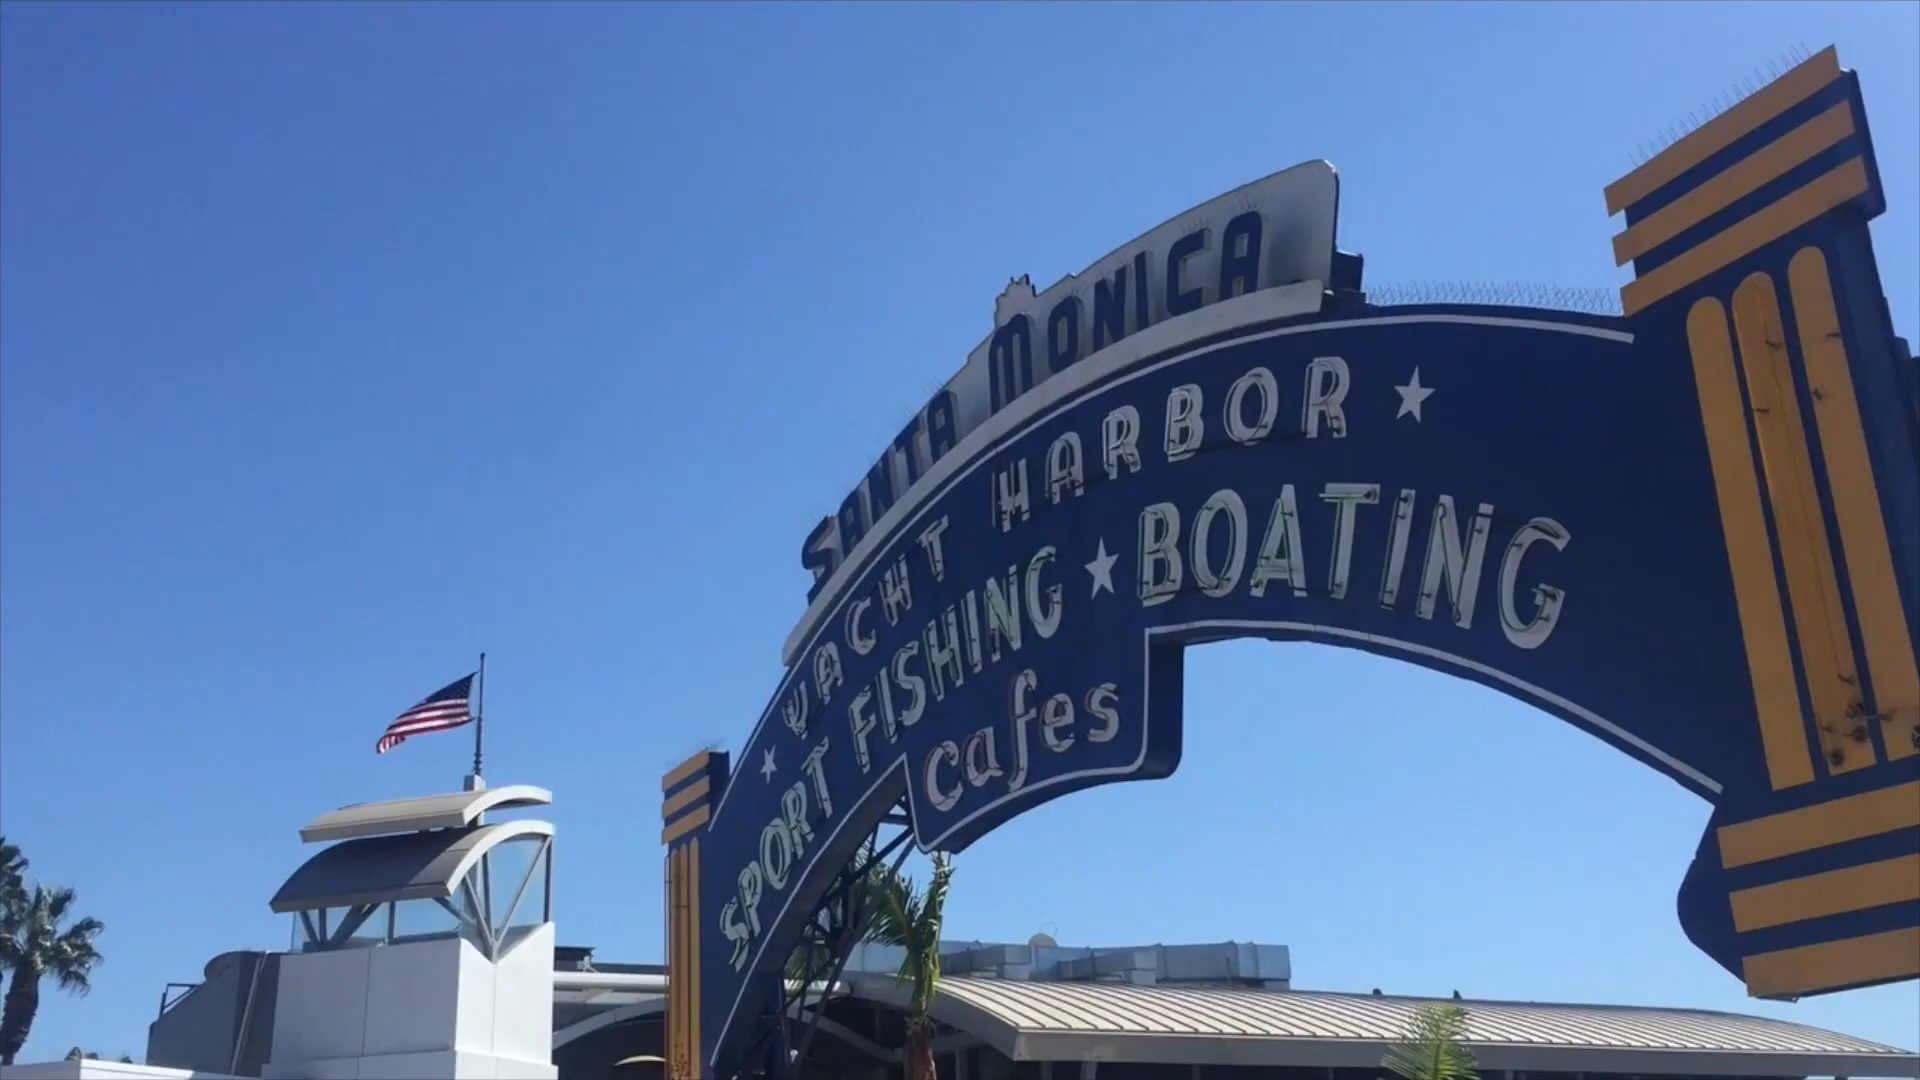 SANTA MONICA
★ YACHT HARBOR ★
SPORT FISHING ★ BOATING
cafes